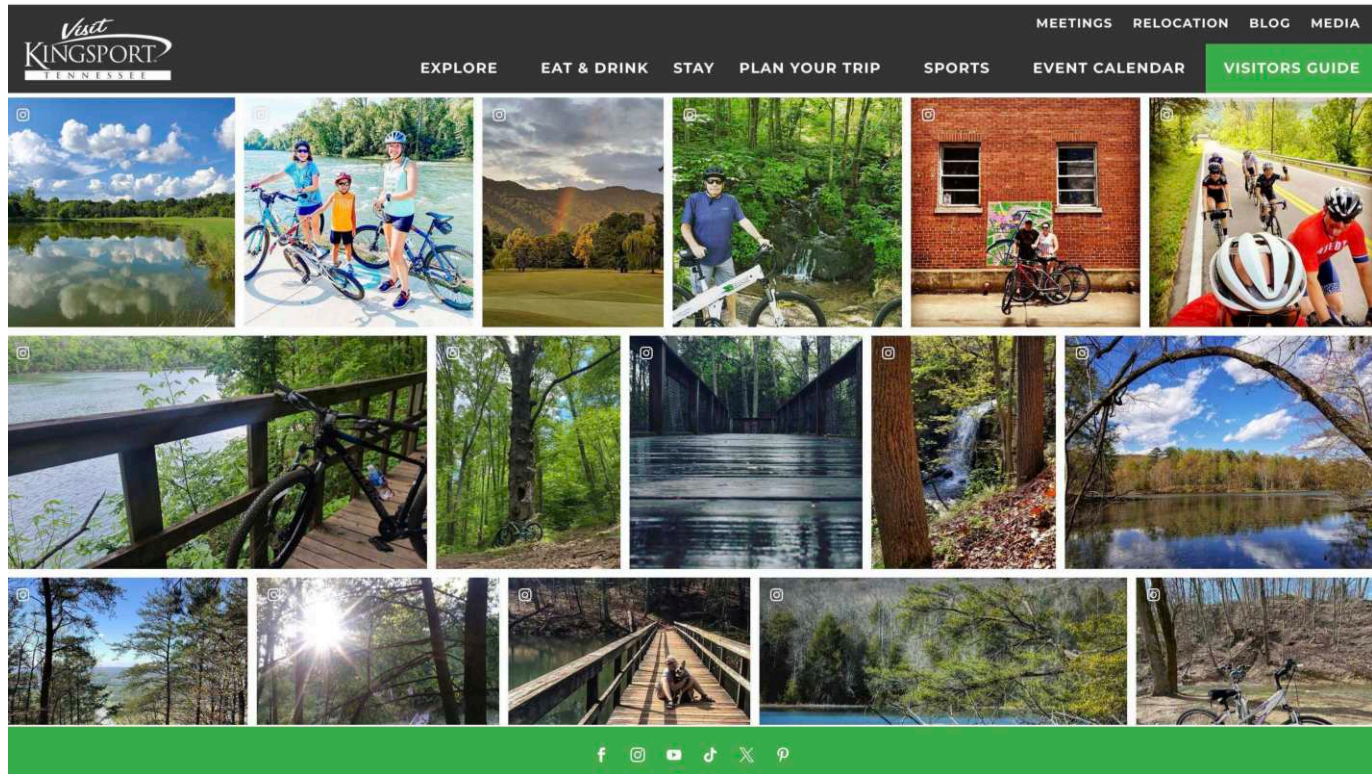 Visit
KINGSPORT
TENNESSEE
MEETINGS RELOCATION BLOG MEDIA
EXPLORE EAT & DRINK STAY PLAN YOUR TRIP SPORTS EVENT CALENDAR VISITORS GUIDE